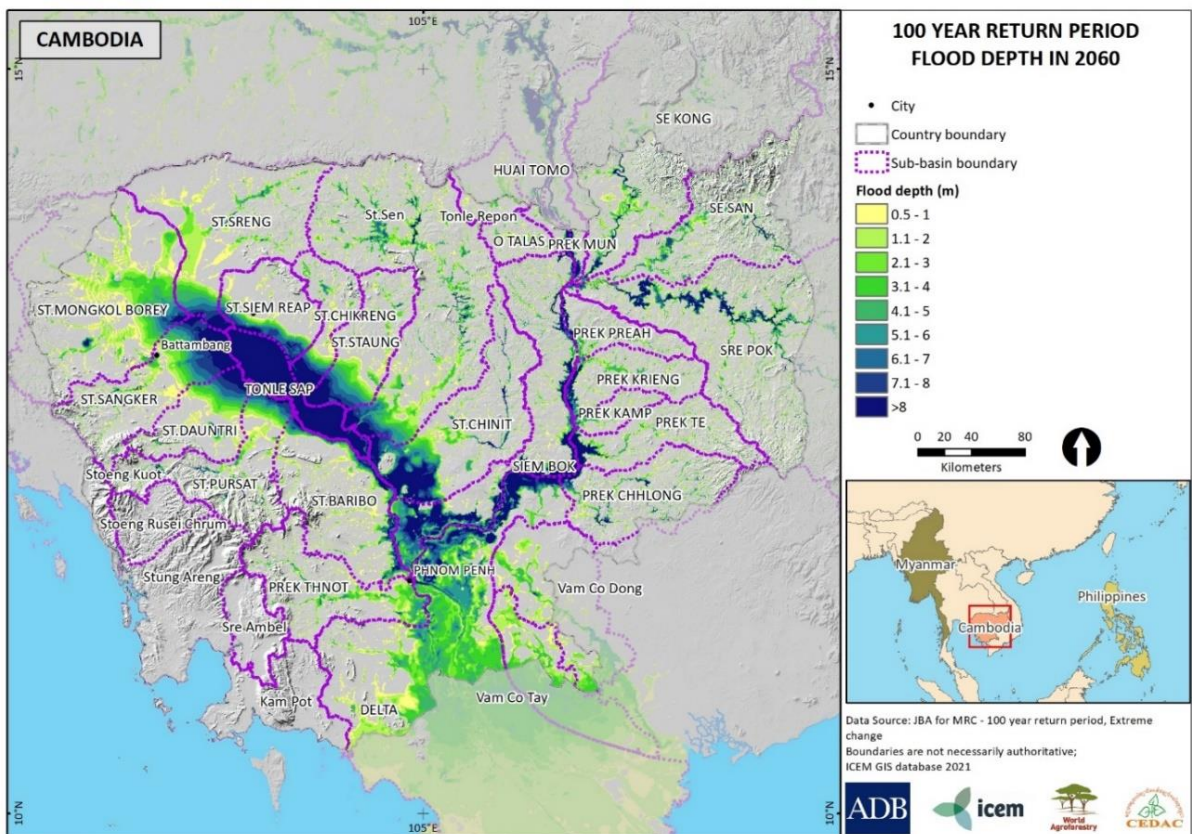 CAMBODIA
105°E
15°N
15°N
SE KONG
HUAI TOMO
ST.SRENG
St.Sen
Tonle Repon
SE SAN
O TALAS
PREK MUN
ST.MONGKOL BOREY
ST.SIEM REAP
ST.CHIKRENG
Battambang
ST.STAUNG
PREK PREAH
SRE POK
TONLE SAP
PREK KRIENG
ST.SANGKER
PREK KAMP
PREK TE
ST.DAUNTRI
ST.CHINIT
SIEM BOK
Stoeng Kuot
ST.PURSAT
ST.BARIBO
PREK CHHLONG
Stoeng Rusei Chrum
Stung Areng
PREK THNOT
PHNOM PENH
Vam Co Dong
Sre Ambel
Kam Pot
DELTA
Vam Co Tay
10°N
10°N
105°E
100 YEAR RETURN PERIOD
FLOOD DEPTH IN 2060
City
Country boundary
Sub-basin boundary
Flood depth (m)
0.5 - 1
1.1 - 2
2.1 - 3
3.1 - 4
4.1 - 5
5.1 - 6
6.1 - 7
7.1 - 8
>8
0 20 40 80
Kilometers
Myanmar
Philippines
Cambodia
Data Source: JBA for MRC - 100 year return period, Extreme
change
Boundaries are not necessarily authoritative;
ICEM GIS database 2021
ADB
icem
World
Agroforestry
CEDAC